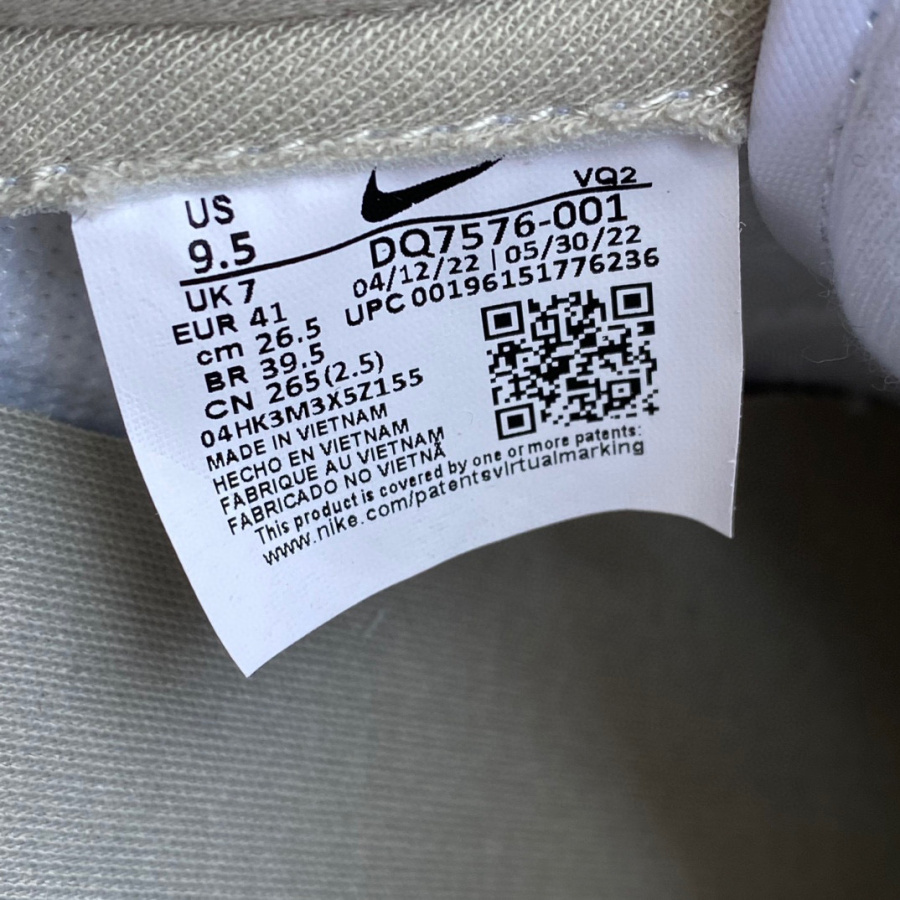 US
9.5
VQ2
DQ7576-001
04/12/22 | 05/30/22
UPC 00196151776236
UK 7
EUR 41
cm 26.5
BR 39.5
CN 265(2.5)
04HK3M3X5Z155
MADE IN VIETNAM
HECHO EN VIETNAM
FABRIQUE AU VIETNAM
FABRICADO NO VIETNÃ
This product is covered by one or more patents:
www.nike.com/patentsvirtualmarking